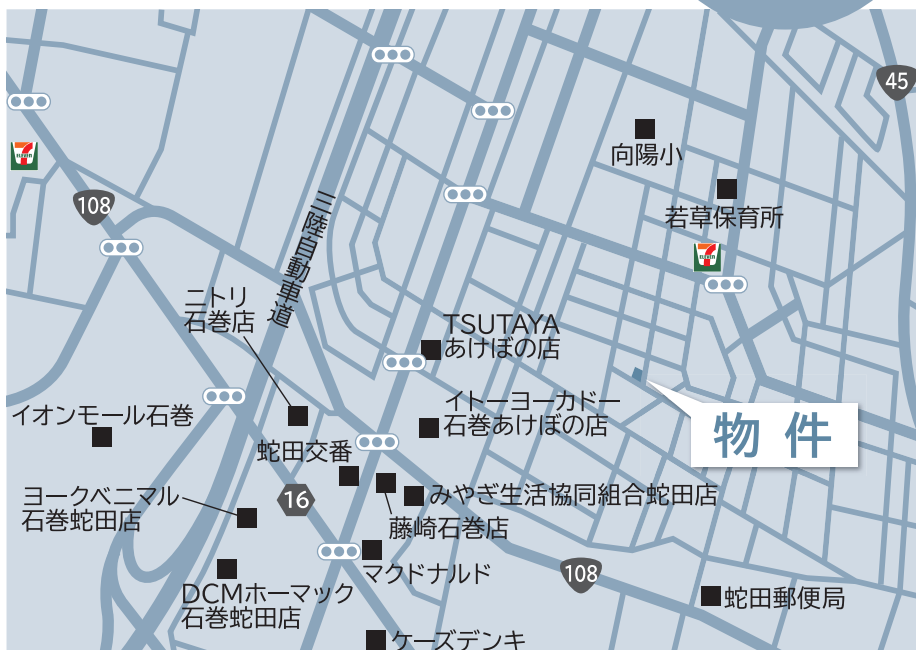 45
向陽小
7
ELEVEN
108
若草保育所
三陸自動車道
7
ELEVEN
ニトリ
石巻店
TSUTAYA
あけぼの店
イオンモール石巻
イトーヨーカドー
石巻あけぼの店
物件
蛇田交番
ヨークベニマル
石巻蛇田店
16
みやぎ生活協同組合蛇田店
藤崎石巻店
マクドナルド
108
DCMホーマック
石巻蛇田店
蛇田郵便局
ケーズデンキ